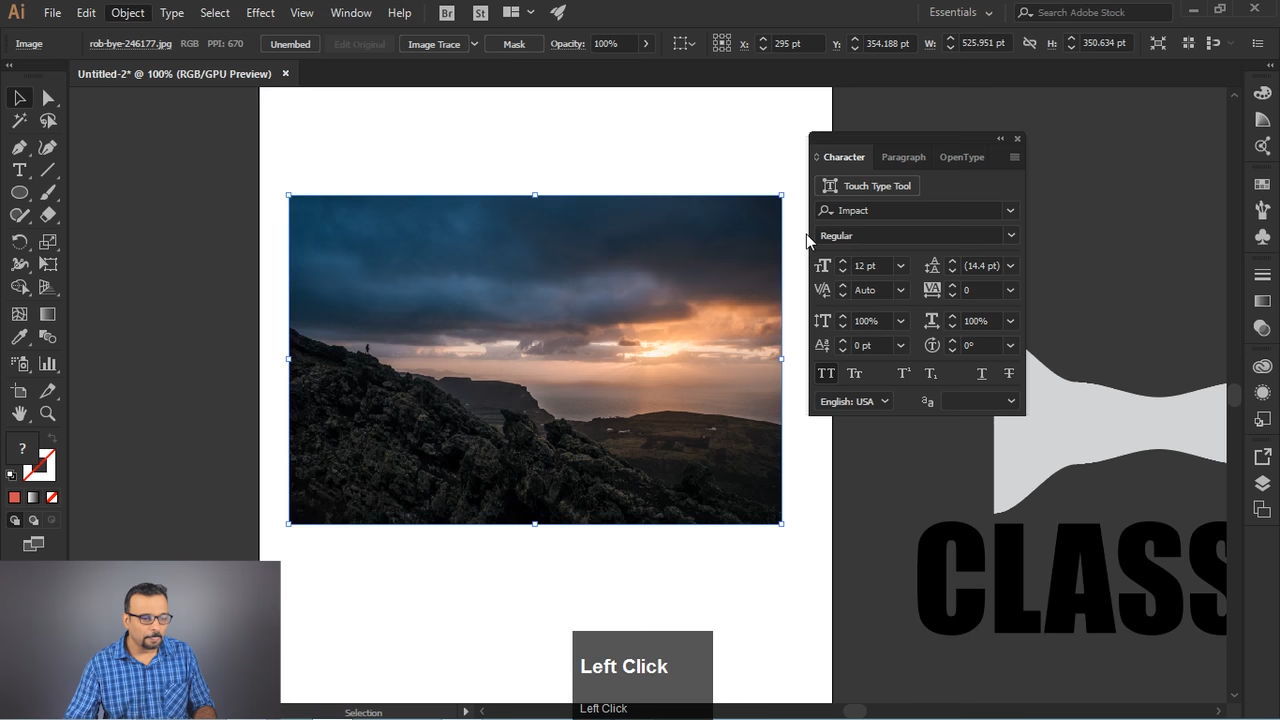 Ai File Edit Object Type Select Effect View Window Help Br St Essentials Search Adobe Stock
Image rob-bye-246177.jpg RGB PPI: 670 Unembed Edit Original Image Trace Mask Opacity: 100% X: 295 pt Y: 354.188 pt W: 525.951 pt H: 350.634 pt
Untitled-2* @ 100% (RGB/GPU Preview)
Character Paragraph OpenType
Touch Type Tool
Impact
Regular
12 pt (14.4 pt)
Auto 0
100% 100%
0 pt 0°
English: USA
?
CLASS
Left Click
Left Click
Selection